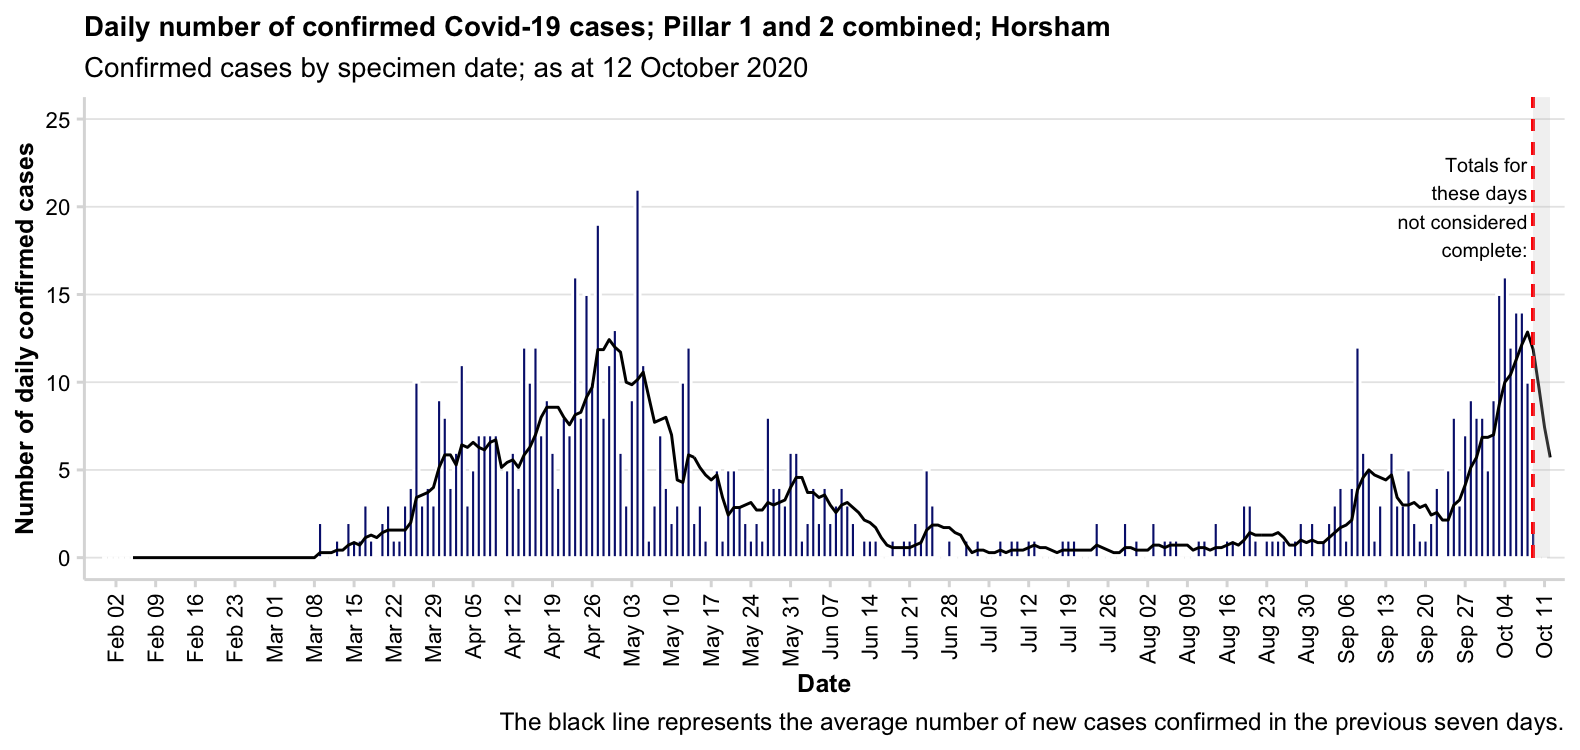 Daily number of confirmed Covid-19 cases; Pillar 1 and 2 combined; Horsham
Confirmed cases by specimen date; as at 12 October 2020
Number of daily confirmed cases
25
20
15
10
5
0
Totals for
these days
not considered
complete:
Feb 02
Feb 09
Feb 16
Feb 23
Mar 01
Mar 08
Mar 15
Mar 22
Mar 29
Apr 05
Apr 12
Apr 19
Apr 26
May 03
May 10
May 17
May 24
May 31
Jun 07
Jun 14
Jun 21
Jun 28
Jul 05
Jul 12
Jul 19
Jul 26
Aug 02
Aug 09
Aug 16
Aug 23
Aug 30
Sep 06
Sep 13
Sep 20
Sep 27
Oct 04
Oct 11
Date
The black line represents the average number of new cases confirmed in the previous seven days.